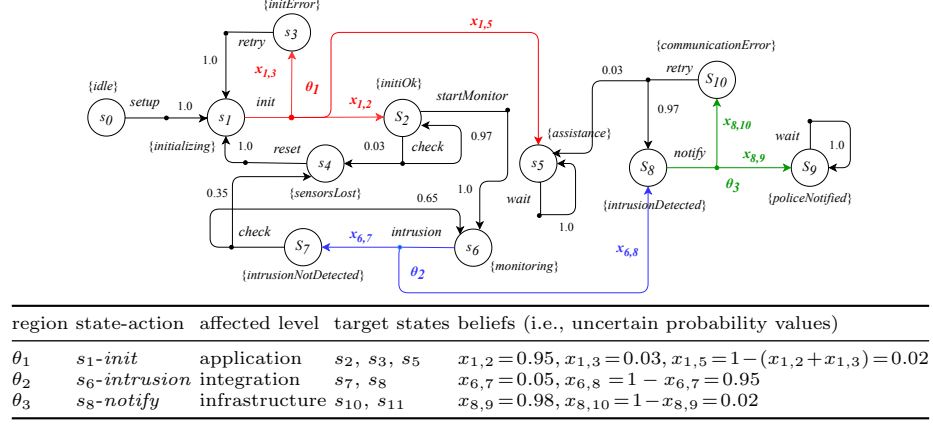 {initError}
s3
retry
1.0
x1,3
θ1
x1,5
{idle}
s0
setup
1.0
s1
init
{initializing}
x1,2
{initiOk}
S2
startMonitor
0.97
check
0.03
reset
1.0
s4
{sensorsLost}
0.35
0.65
1.0
check
S7
{intrusionNotDetected}
x6,7
intrusion
θ2
s6
{monitoring}
{assistance}
s5
wait
1.0
0.03
retry
{communicationError}
S10
0.97
x8,10
S8
notify
{intrusionDetected}
x8,9
θ3
x6,8
wait
1.0
S9
{policeNotified}
region state-action affected level target states beliefs (i.e., uncertain probability values)
θ1 s1-init application s2, s3, s5 x1,2=0.95, x1,3=0.03, x1,5=1−(x1,2+x1,3)=0.02
θ2 s6-intrusion integration s7, s8 x6,7=0.05, x6,8 =1 − x6,7=0.95
θ3 s8-notify infrastructure s10, s11 x8,9=0.98, x8,10=1−x8,9=0.02